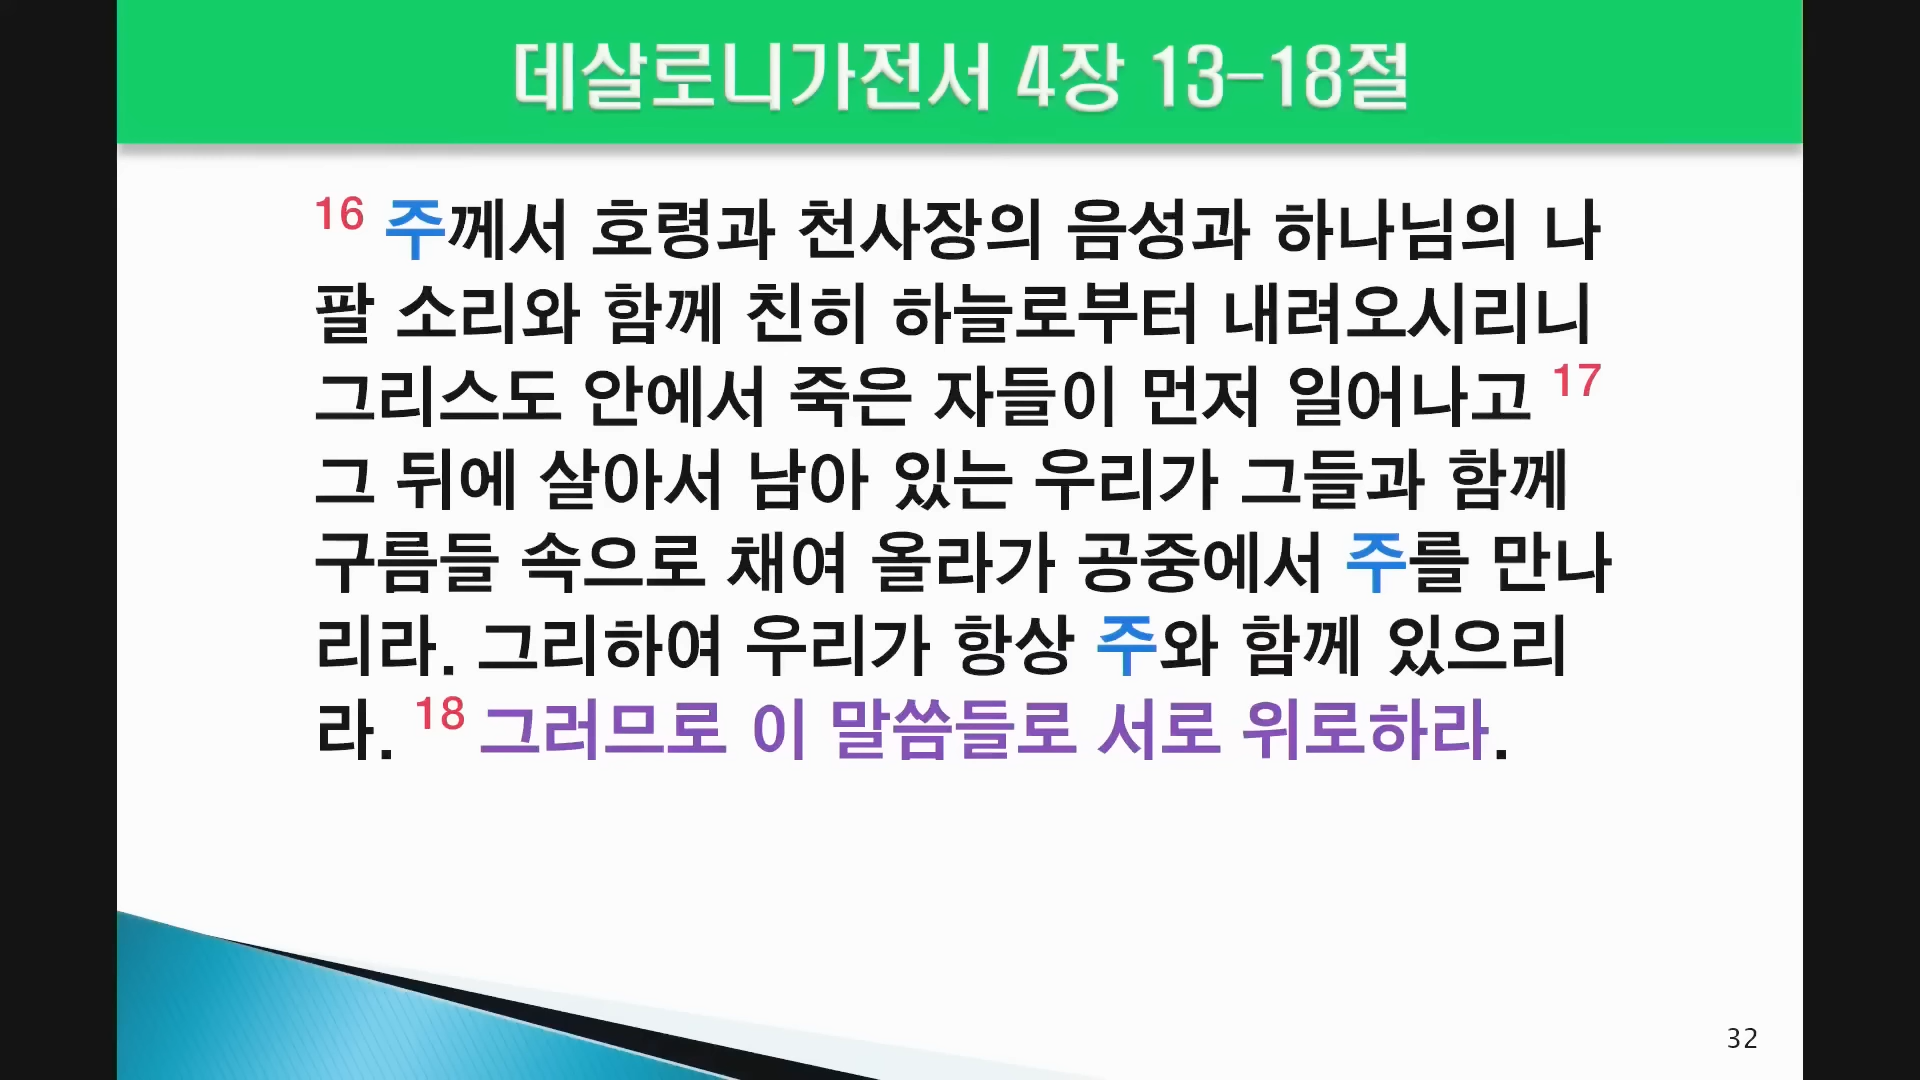 데살로니가전서 4장 13-18절
16 주께서 호령과 천사장의 음성과 하나님의 나
팔 소리와 함께 친히 하늘로부터 내려오시리니
그리스도 안에서 죽은 자들이 먼저 일어나고 17
그 뒤에 살아서 남아 있는 우리가 그들과 함께
구름들 속으로 채여 올라가 공중에서 주를 만나
리라. 그리하여 우리가 항상 주와 함께 있으리
라. 18 그러므로 이 말씀들로 서로 위로하라.
32